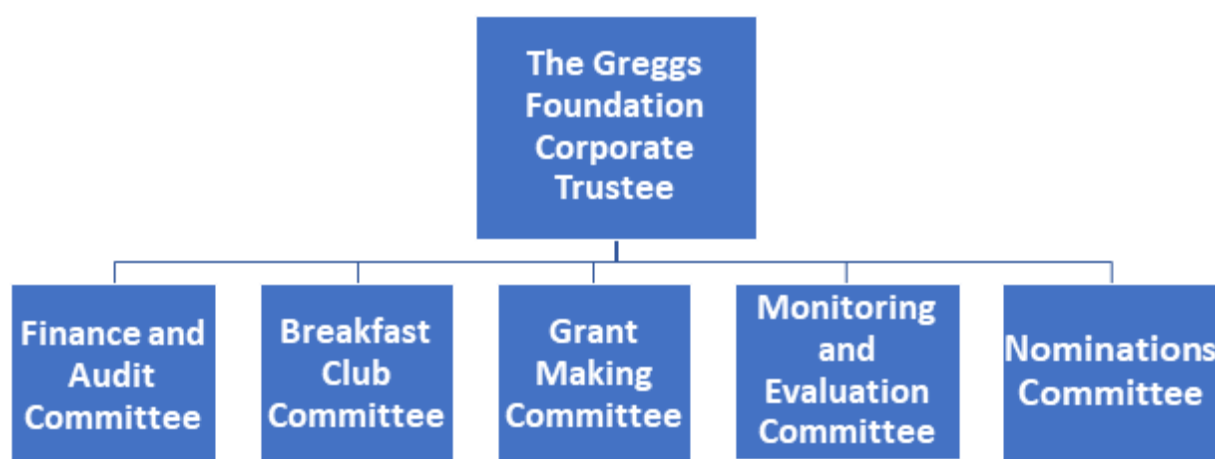 The Greggs
Foundation
Corporate
Trustee
Finance and
Audit
Committee
Breakfast
Club
Committee
Grant
Making
Committee
Monitoring
and
Evaluation
Committee
Nominations
Committee